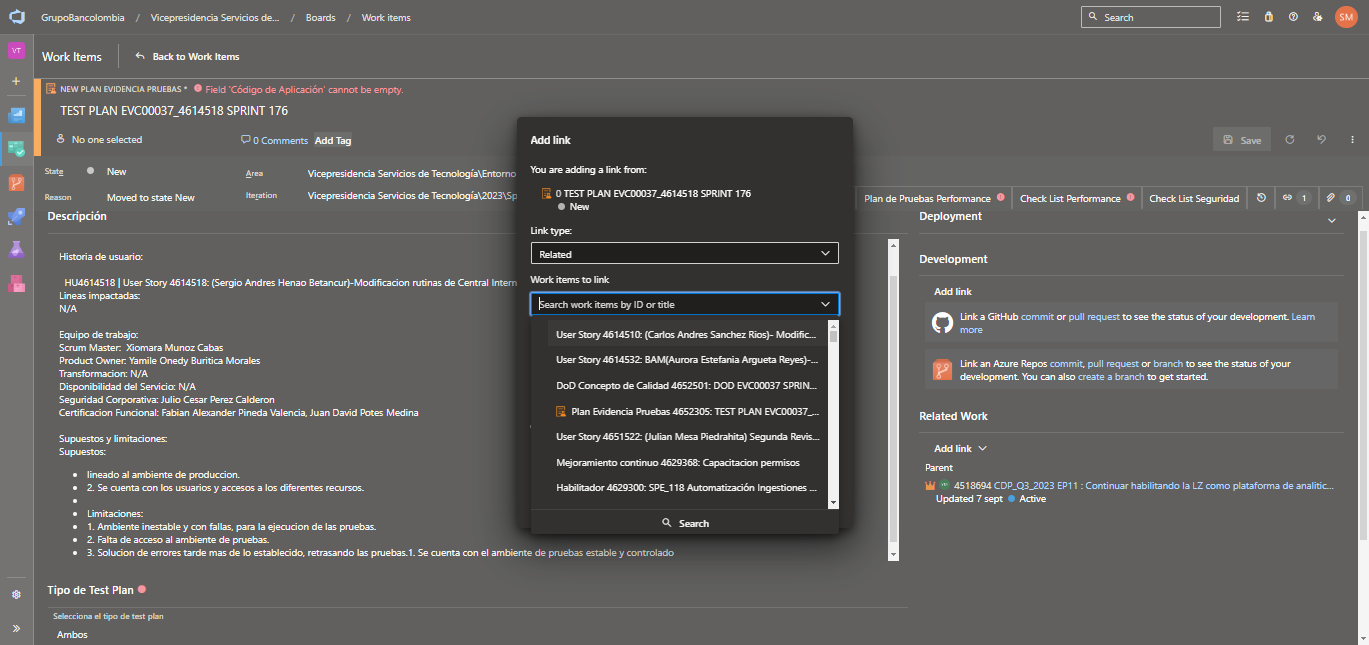 GrupoBancolombia / Vicepresidencia Servicios de... / Boards / Work items
Search
SM
VT
Work Items
Back to Work Items
NEW PLAN EVIDENCIA PRUEBAS * Field 'Código de Aplicación' cannot be empty.
TEST PLAN EVC00037_4614518 SPRINT 176
No one selected
0 Comments
Add Tag
Save
State
New
Area
Vicepresidencia Servicios de Tecnología\Entorno
Reason
Moved to state New
Iteration
Vicepresidencia Servicios de Tecnología\2023\Sp
Plan de Pruebas Performance
Check List Performance
Check List Seguridad
1
0
Descripción
Historia de usuario:
HU4614518 | User Story 4614518: (Sergio Andres Henao Betancur)-Modificacion rutinas de Central Intern
Lineas impactadas:
N/A
Equipo de trabajo:
Scrum Master: Xiomara Munoz Cabas
Product Owner: Yamile Onedy Buritica Morales
Transformacion: N/A
Disponibilidad del Servicio: N/A
Seguridad Corporativa: Julio Cesar Perez Calderon
Certificacion Funcional: Fabian Alexander Pineda Valencia, Juan David Potes Medina
Supuestos y limitaciones:
Supuestos:
lineado al ambiente de produccion.
2. Se cuenta con los usuarios y accesos a los diferentes recursos.
Limitaciones:
1. Ambiente inestable y con fallas, para la ejecucion de las pruebas.
2. Falta de acceso al ambiente de pruebas.
3. Solucion de errores tarde mas de lo establecido, retrasando las pruebas.1. Se cuenta con el ambiente de pruebas estable y controlado
Tipo de Test Plan
Selecciona el tipo de test plan
Ambos
Add link
You are adding a link from:
0 TEST PLAN EVC00037_4614518 SPRINT 176
New
Link type:
Related
Work items to link
Search work items by ID or title
User Story 4614510: (Carlos Andres Sanchez Rios)- Modific...
User Story 4614532: BAM(Aurora Estefania Argueta Reyes)-...
DoD Concepto de Calidad 4652501: DOD EVC00037 SPRIN...
Plan Evidencia Pruebas 4652305: TEST PLAN EVC00037_...
User Story 4651522: (Julian Mesa Piedrahita) Segunda Revis...
Mejoramiento continuo 4629368: Capacitacion permisos
Habilitador 4629300: SPE_118 Automatización Ingestiones ...
Search
Deployment
Development
Add link
Link a GitHub commit or pull request to see the status of your development. Learn
more
Link an Azure Repos commit, pull request or branch to see the status of your
development. You can also create a branch to get started.
Related Work
Add link
Parent
4518694 CDP_Q3_2023 EP11 : Continuar habilitando la LZ como plataforma de analitic...
Updated 7 sept Active